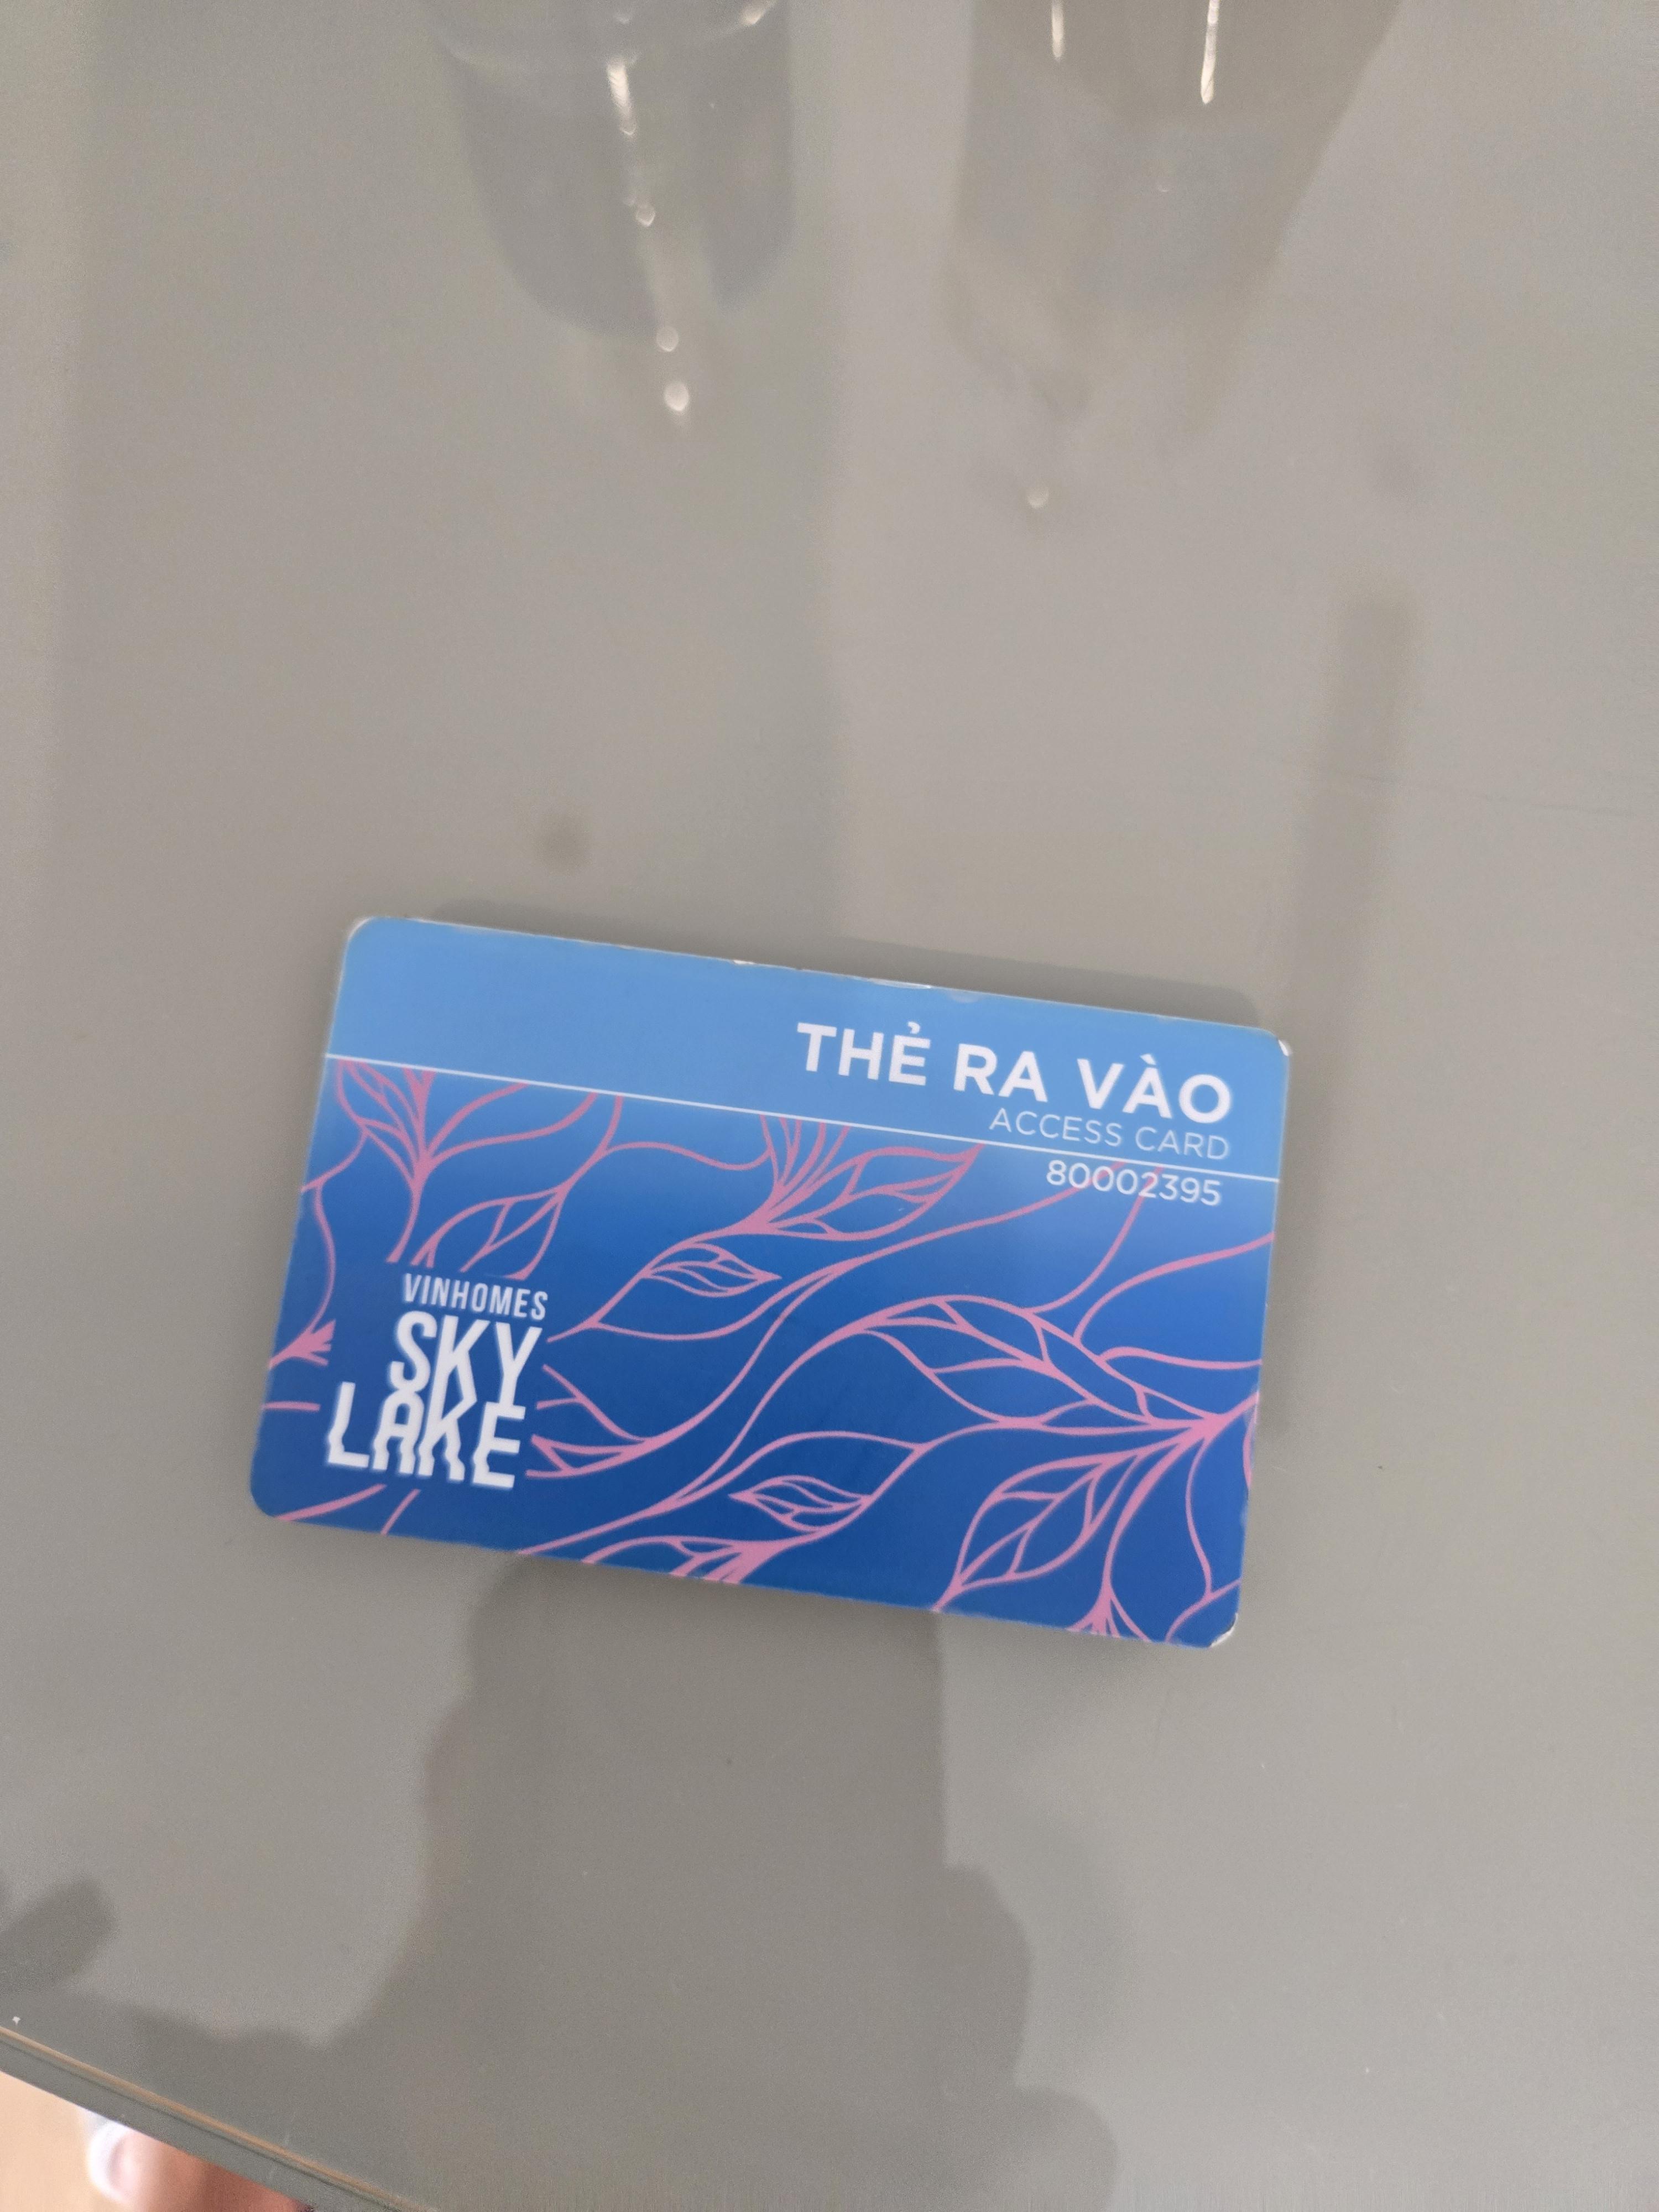 THẺ RA VÀO
ACCESS CARD
80002395
VINHOMES
SKY
LAKE